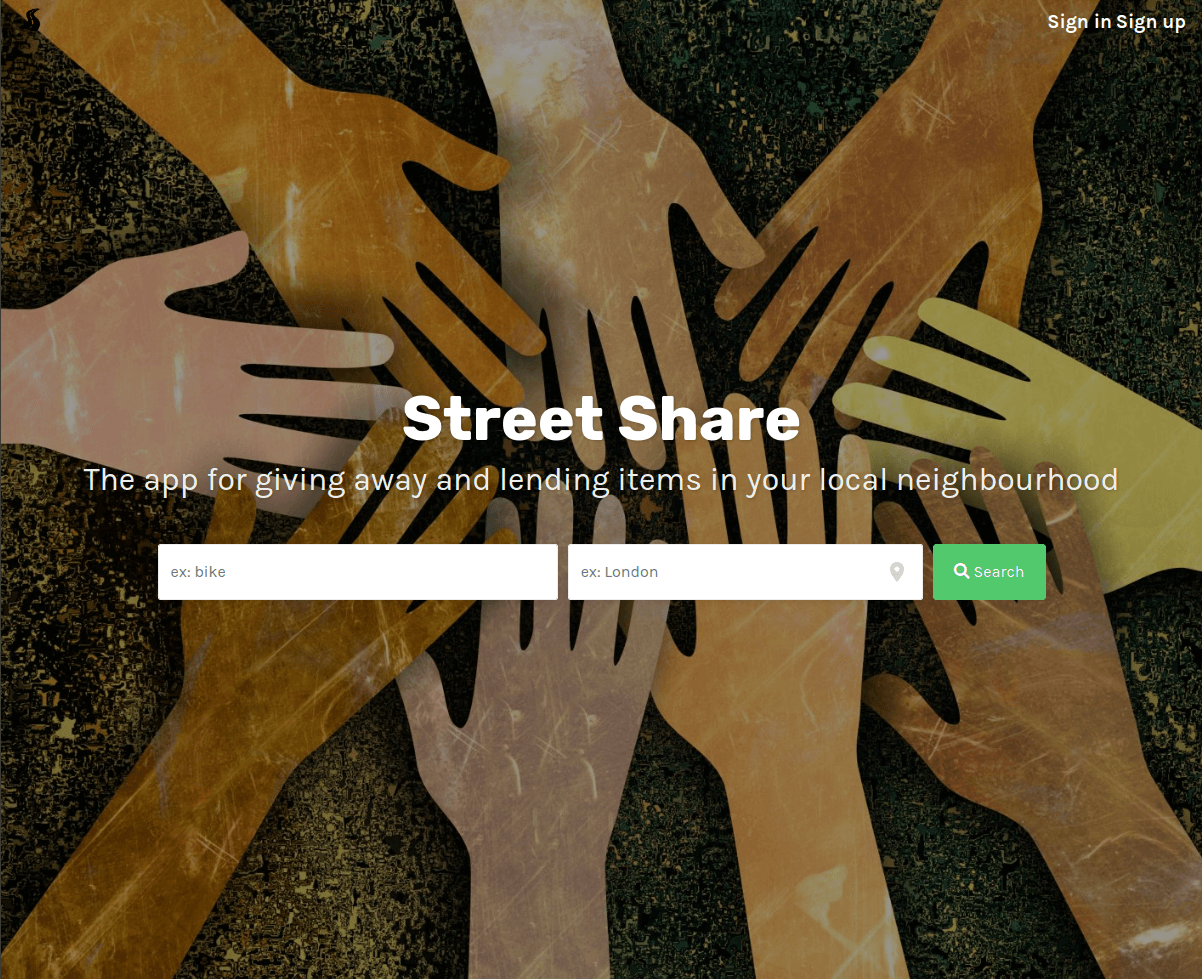 Sign in Sign up
Street Share
The app for giving away and lending items in your local neighbourhood
ex: bike
ex: London
Search